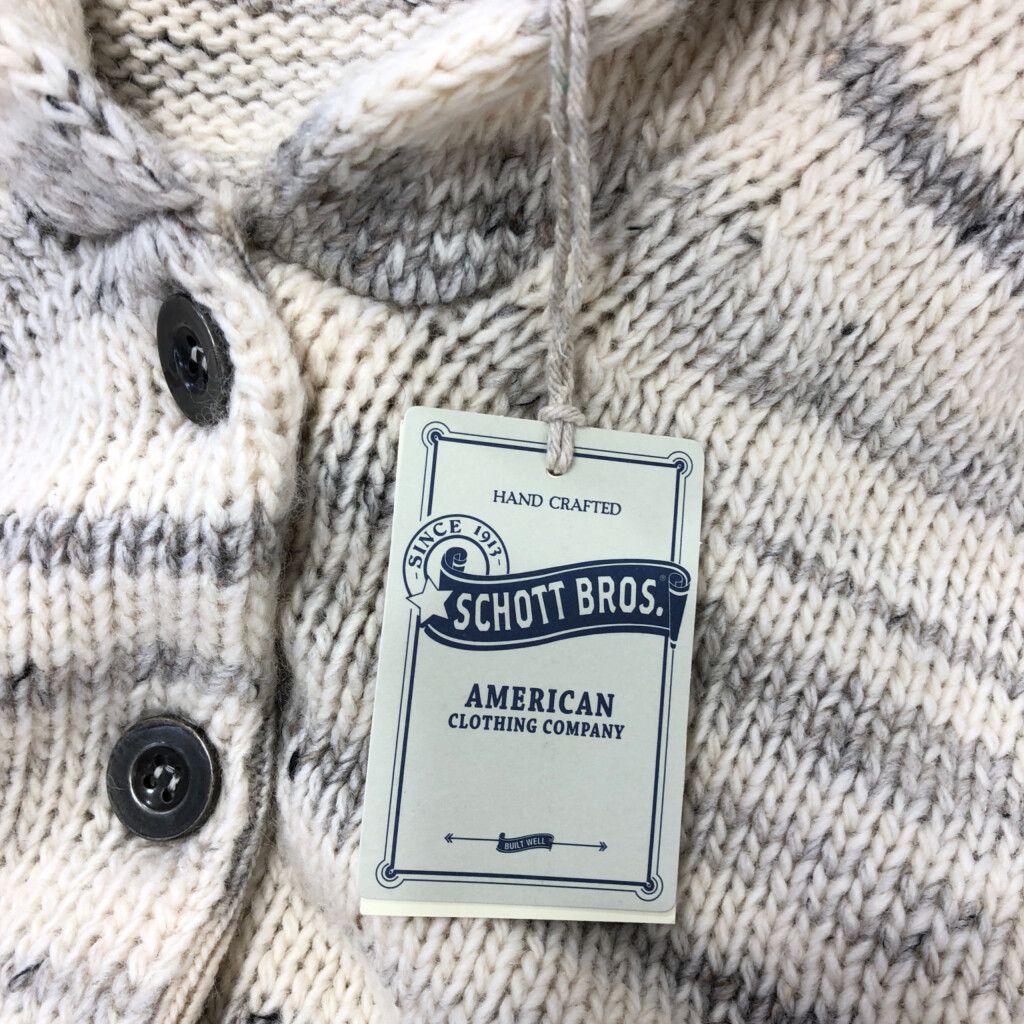 HAND CRAFTED
-SINCE 1913-
SCHOTT BROS.®
AMERICAN
CLOTHING COMPANY
BUILT WELL